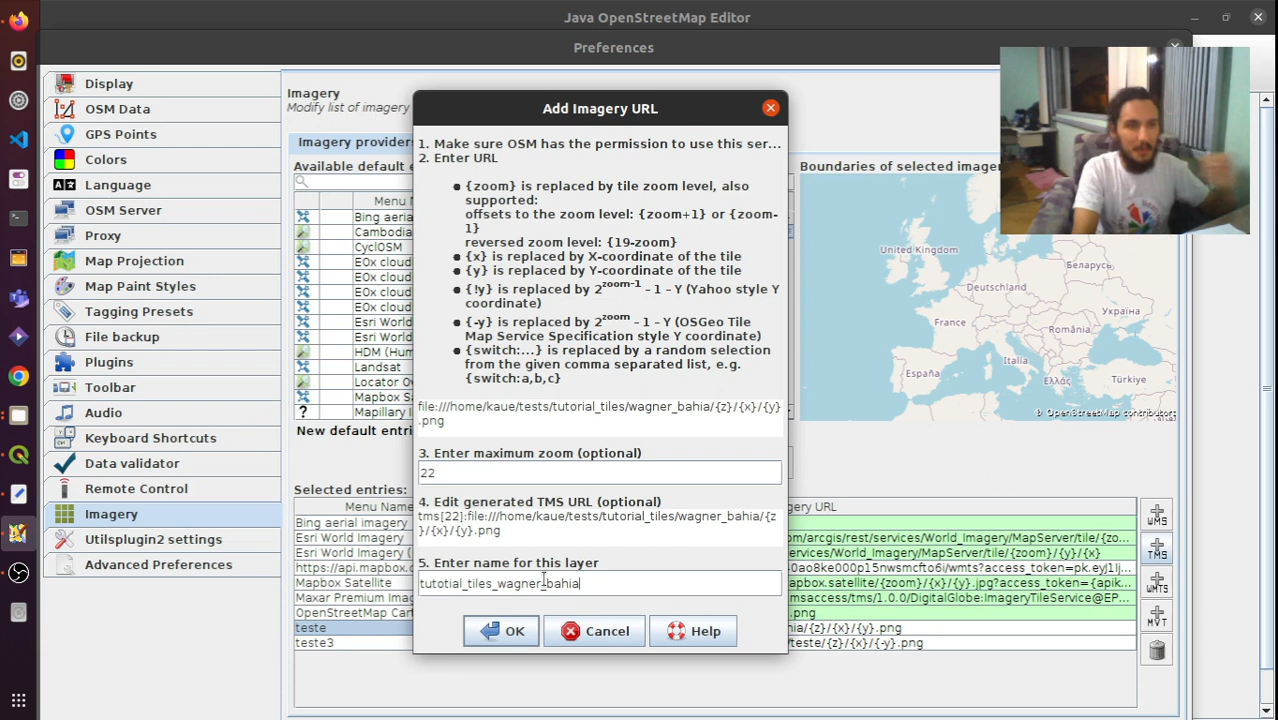 Java OpenStreetMap Editor
Preferences
Display
OSM Data
GPS Points
Colors
Language
OSM Server
Proxy
Map Projection
Map Paint Styles
Tagging Presets
File backup
Plugins
Toolbar
Audio
Keyboard Shortcuts
Data validator
Remote Control
Imagery
Utilsplugin2 settings
Advanced Preferences
Imagery
Modify list of imagery
Imagery provider
Available default e
Menu N
Bing aeria
Cambodia
CyclOSM
EOx cloud
EOx cloud
EOx cloud
Esri World
Esri World
HDM (Hum
Landsat
Locator Ov
Mapbox S
? Mapillary
New default entri
Selected entries:
Menu Name
Bing aerial imagery
Esri World Imagery
Esri World Imagery (
https://api.mapbox.c
Mapbox Satellite
Maxar Premium Imag
OpenStreetMap Cart
teste
teste3
Add Imagery URL
1. Make sure OSM has the permission to use this ser...
2. Enter URL
{zoom} is replaced by tile zoom level, also
supported:
offsets to the zoom level: {zoom+1} or {zoom-
1}
reversed zoom level: {19-zoom}
{x} is replaced by X-coordinate of the tile
{y} is replaced by Y-coordinate of the tile
{!y} is replaced by 2zoom-1 – 1 – Y (Yahoo style Y
coordinate)
{-y} is replaced by 2zoom – 1 – Y (OSGeo Tile
Map Service Specification style Y coordinate)
{switch:...} is replaced by a random selection
from the given comma separated list, e.g.
{switch:a,b,c}
file:///home/kaue/tests/tutorial_tiles/wagner_bahia/{z}/{x}/{y}
.png
3. Enter maximum zoom (optional)
22
4. Edit generated TMS URL (optional)
tms[22]:file:///home/kaue/tests/tutorial_tiles/wagner_bahia/{z
}/{x}/{y}.png
5. Enter name for this layer
tutotial_tiles_wagner_bahia
OK
Cancel
Help
Boundaries of selected imager
United Kingdom
Беларусь
Deutschland
Україна
France
România
Italia
España
Ελλάς
Türkiye
© OpenStreetMap contributors
gery URL
om/arcgis/rest/services/World_Imagery/MapServer/tile/{zo...
services/World_Imagery/MapServer/tile/{zoom}/{y}/{x}
0ao8ke000p15nwsmcfto6i/wmts?access_token=pk.eyJ1Ij...
apbox.satellite/{zoom}/{x}/{y}.jpg?access_token={apik...
msaccess/tms/1.0.0/DigitalGlobe:ImageryTileService@EP...
.png
hia/{z}/{x}/{y}.png
/teste/{z}/{x}/{-y}.png
WMS
TMS
WMTS
MVT